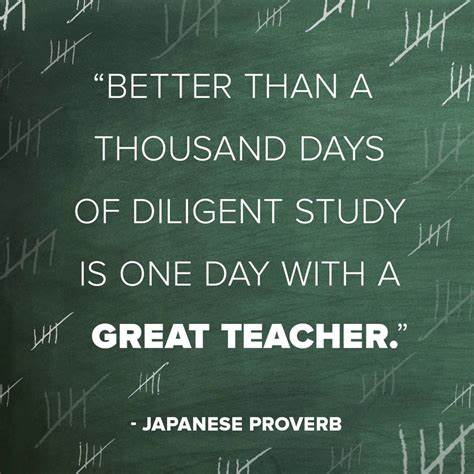 “BETTER THAN A
THOUSAND DAYS
OF DILIGENT STUDY
IS ONE DAY WITH A
GREAT TEACHER.”
- JAPANESE PROVERB